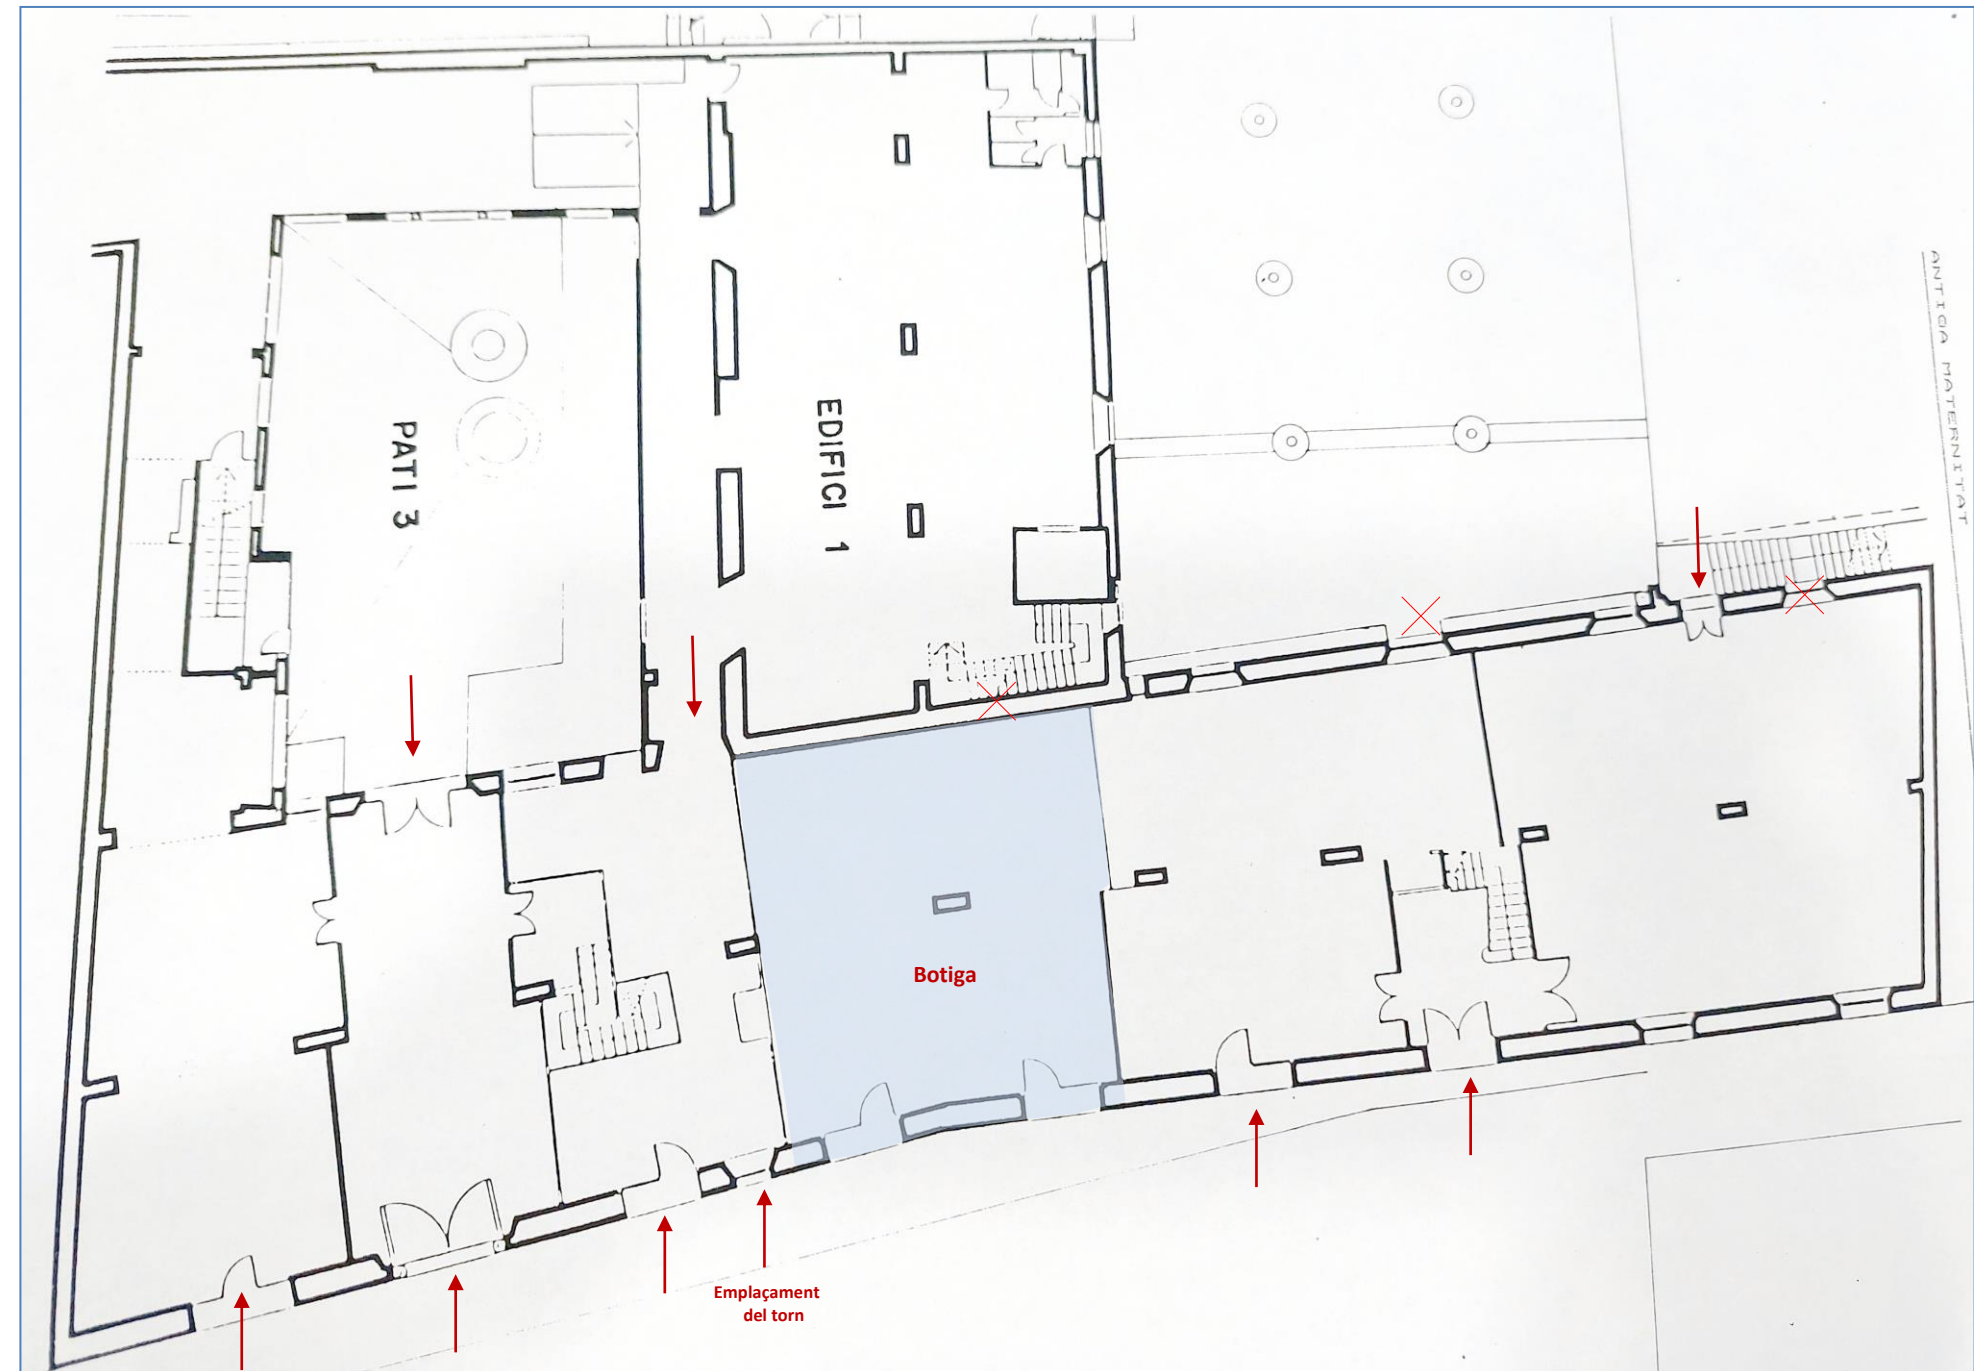 ANTIGA MATERNITAT
PATI 3
EDIFICI 1
Botiga
Emplaçament
del torn